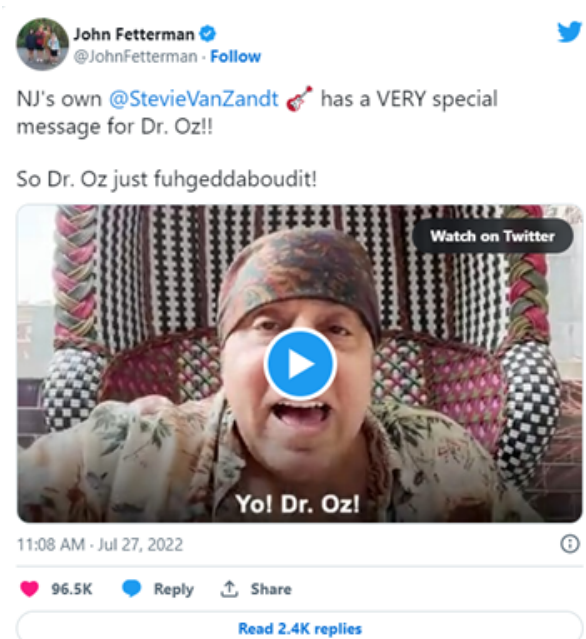 John Fetterman
@JohnFetterman · Follow
NJ's own @StevieVanZandt 🎸 has a VERY special
message for Dr. Oz!!
So Dr. Oz just fuhgeddaboudit!
Watch on Twitter
Yo! Dr. Oz!
11:08 AM · Jul 27, 2022
96.5K Reply Share
Read 2.4K replies